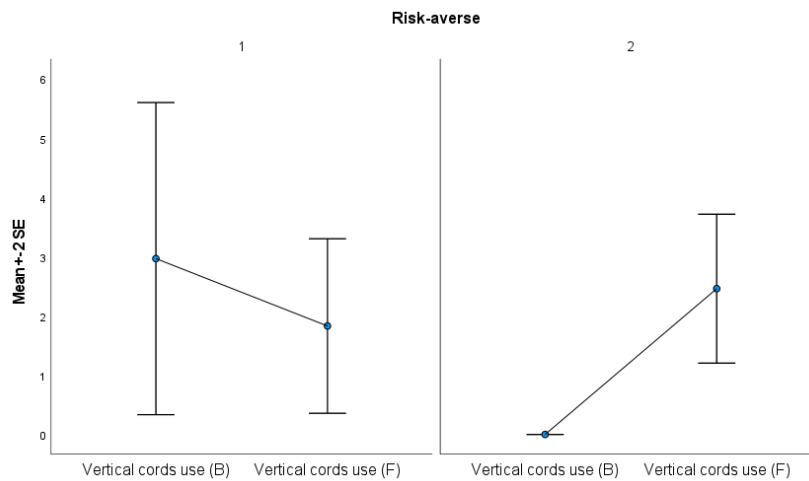 Risk-averse
1
2
6
5
4
3
2
1
0
Mean+-2 SE
Vertical cords use (B)
Vertical cords use (F)
Vertical cords use (B)
Vertical cords use (F)